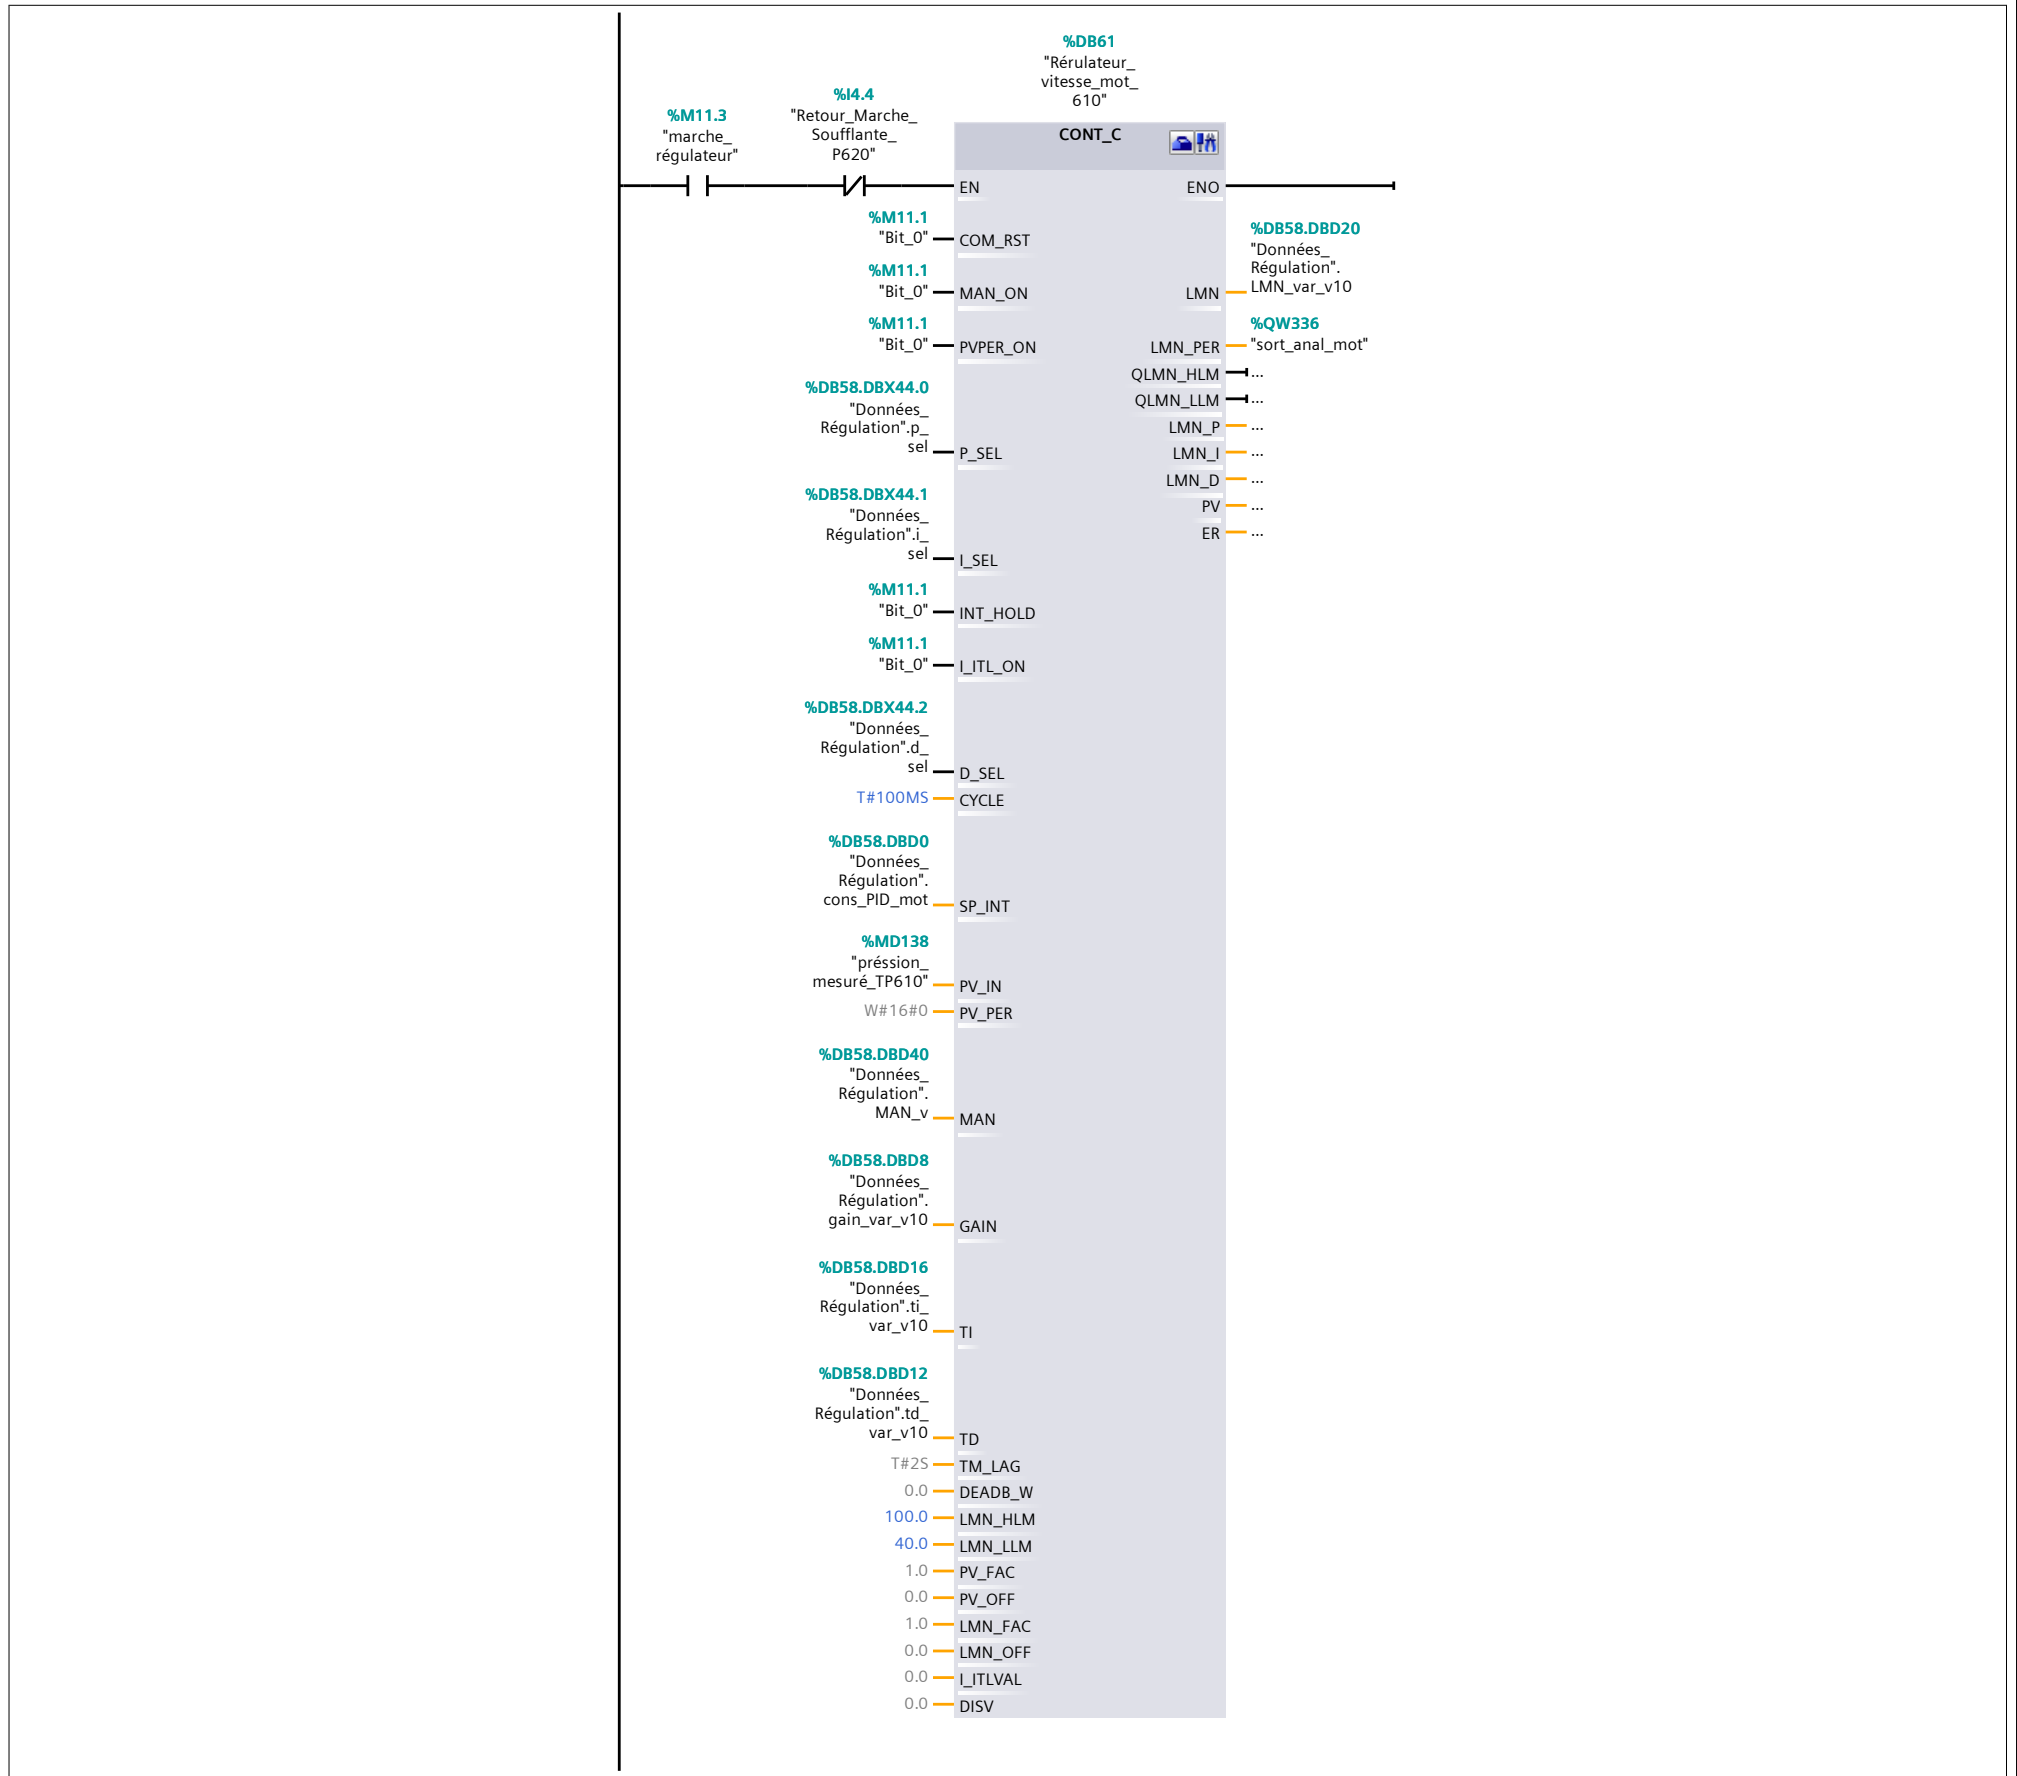 %DB61
"Rérulateur_
vitesse_mot_
610"
%I4.4
"Retour_Marche_
Soufflante_
P620"
%M11.3
"marche_
régulateur"
CONT_C
EN
ENO
%M11.1
"Bit_0"
COM_RST
%M11.1
"Bit_0"
MAN_ON
%DB58.DBD20
"Données_
Régulation".
LMN_var_v10
LMN
%M11.1
"Bit_0"
PVPER_ON
%QW336
"sort_anal_mot"
LMN_PER
QLMN_HLM
...
QLMN_LLM
...
LMN_P
...
LMN_I
...
LMN_D
...
PV
...
ER
...
%DB58.DBX44.0
"Données_
Régulation".p_
sel
P_SEL
%DB58.DBX44.1
"Données_
Régulation".i_
sel
I_SEL
%M11.1
"Bit_0"
INT_HOLD
%M11.1
"Bit_0"
I_ITL_ON
%DB58.DBX44.2
"Données_
Régulation".d_
sel
D_SEL
T#100MS
CYCLE
%DB58.DBD0
"Données_
Régulation".
cons_PID_mot
SP_INT
%MD138
"préssion_
mesuré_TP610"
PV_IN
W#16#0
PV_PER
%DB58.DBD40
"Données_
Régulation".
MAN_v
MAN
%DB58.DBD8
"Données_
Régulation".
gain_var_v10
GAIN
%DB58.DBD16
"Données_
Régulation".ti_
var_v10
TI
%DB58.DBD12
"Données_
Régulation".td_
var_v10
TD
T#2S
TM_LAG
0.0
DEADB_W
100.0
LMN_HLM
40.0
LMN_LLM
1.0
PV_FAC
0.0
PV_OFF
1.0
LMN_FAC
0.0
LMN_OFF
0.0
I_ITLVAL
0.0
DISV